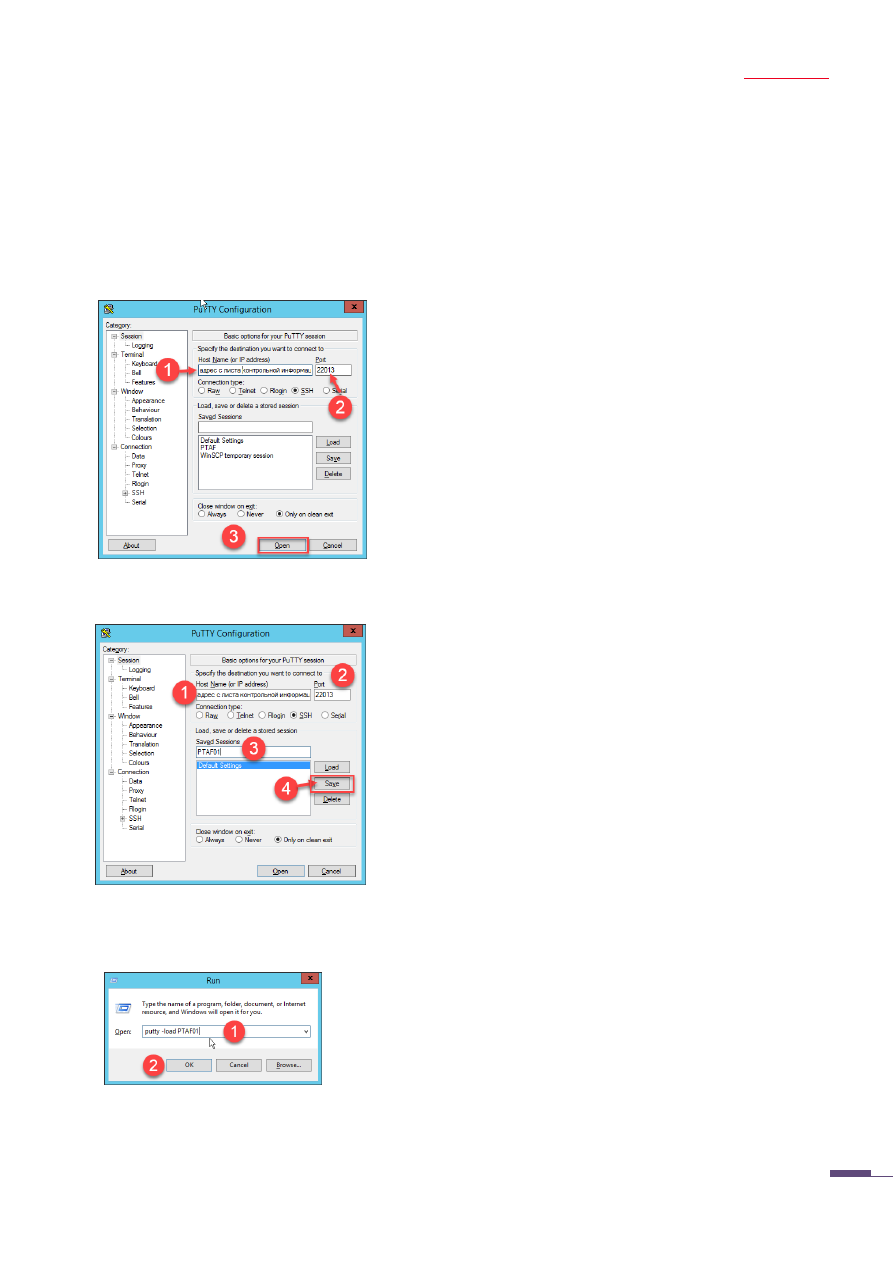 PuTTY Configuration
x
Category:
Session
Logging
Terminal
Keyboard
Bell
Features
Window
Appearance
Behaviour
Translation
Selection
Colours
Connection
Data
Proxy
Telnet
Rlogin
SSH
Serial
Basic options for your PuTTY session
Specify the destination you want to connect to
Host Name (or IP address) Port
1 адрес с листа контрольной информац 22013
Connection type:
Raw Telnet Rlogin SSH Serial
2
Load, save or delete a stored session
Saved Sessions
Default Settings
PTAF
WinSCP temporary session
Load
Save
Delete
Close window on exit:
Always Never Only on clean exit
3
About Open Cancel
PuTTY Configuration
x
Category:
Session
Logging
Terminal
Keyboard
Bell
Features
Window
Appearance
Behaviour
Translation
Selection
Colours
Connection
Data
Proxy
Telnet
Rlogin
SSH
Serial
Basic options for your PuTTY session
Specify the destination you want to connect to 2
Host Name (or IP address) Port
1 адрес с листа контрольной информац 22013
Connection type:
Raw Telnet Rlogin SSH Serial
Load, save or delete a stored session
Saved Sessions
PTAF01 3
Default Settings
Load
4 Save
Delete
Close window on exit:
Always Never Only on clean exit
About Open Cancel
Run
x
Type the name of a program, folder, document, or Internet
resource, and Windows will open it for you.
Open: putty -load PTAF01 1
2 OK Cancel Browse...